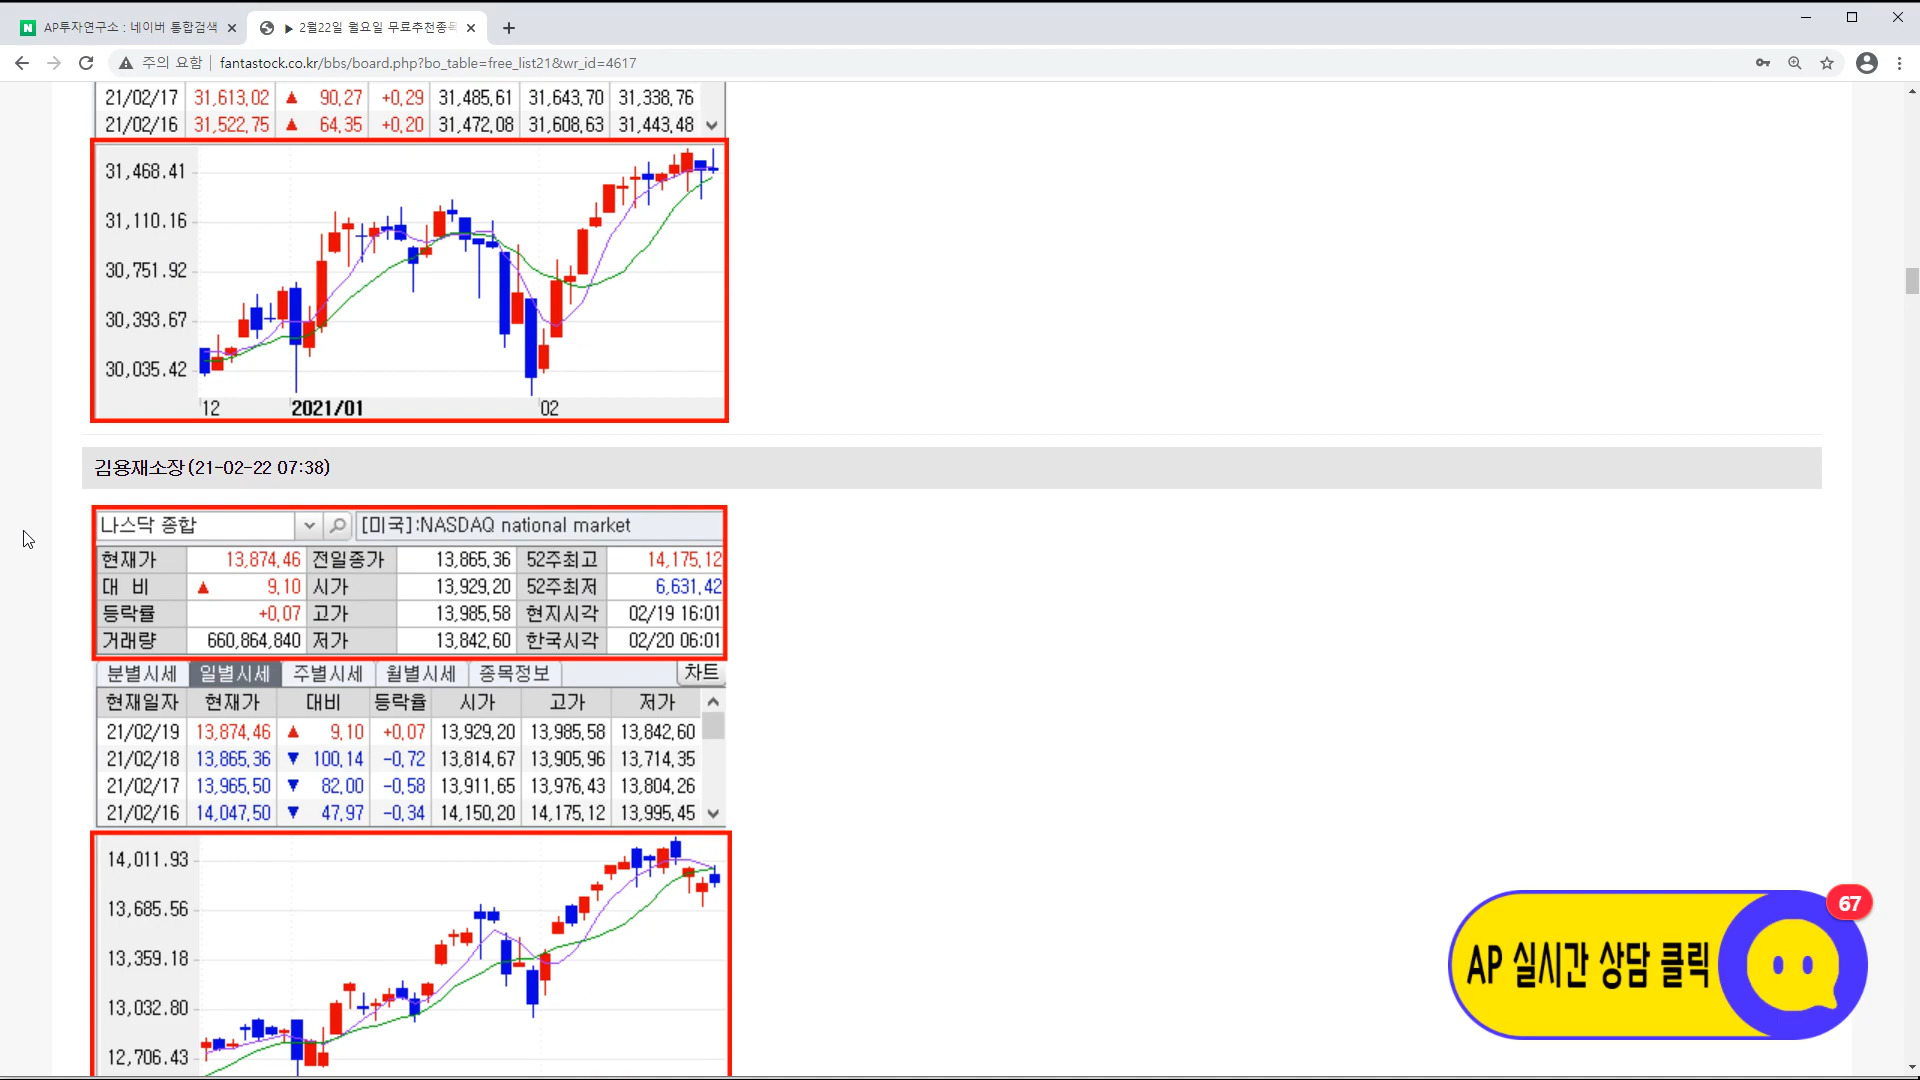 AP투자연구소 : 네이버 통합검색
▶ 2월22일 월요일 무료추천종목
주의 요함 | fantastock.co.kr/bbs/board.php?bo_table=free_list21&wr_id=4617
21/02/17 31,613,02 ▲ 90,27 +0,29 31,485,61 31,643,70 31,338,76
21/02/16 31,522,75 ▲ 64,35 +0,20 31,472,08 31,608,63 31,443,48
31,468.41
31,110.16
30,751.92
30,393.67
30,035.42
12 2021/01 02
김용재소장 (21-02-22 07:38)
나스닥 종합 [미국]:NASDAQ national market
현재가 13,874,46 전일종가 13,865,36 52주최고 14,175,12
대 비 ▲ 9,10 시가 13,929,20 52주최저 6,631,42
등락률 +0,07 고가 13,985,58 현지시각 02/19 16:01
거래량 660,864,840 저가 13,842,60 한국시각 02/20 06:01
분별시세 일별시세 주별시세 월별시세 종목정보 차트
현재일자 현재가 대비 등락율 시가 고가 저가
21/02/19 13,874,46 ▲ 9,10 +0,07 13,929,20 13,985,58 13,842,60
21/02/18 13,865,36 ▼ 100,14 -0,72 13,814,67 13,905,96 13,714,35
21/02/17 13,965,50 ▼ 82,00 -0,58 13,911,65 13,976,43 13,804,26
21/02/16 14,047,50 ▼ 47,97 -0,34 14,150,20 14,175,12 13,995,45
14,011.93
13,685.56
13,359.18
13,032.80
12,706.43
67
AP 실시간 상담 클릭